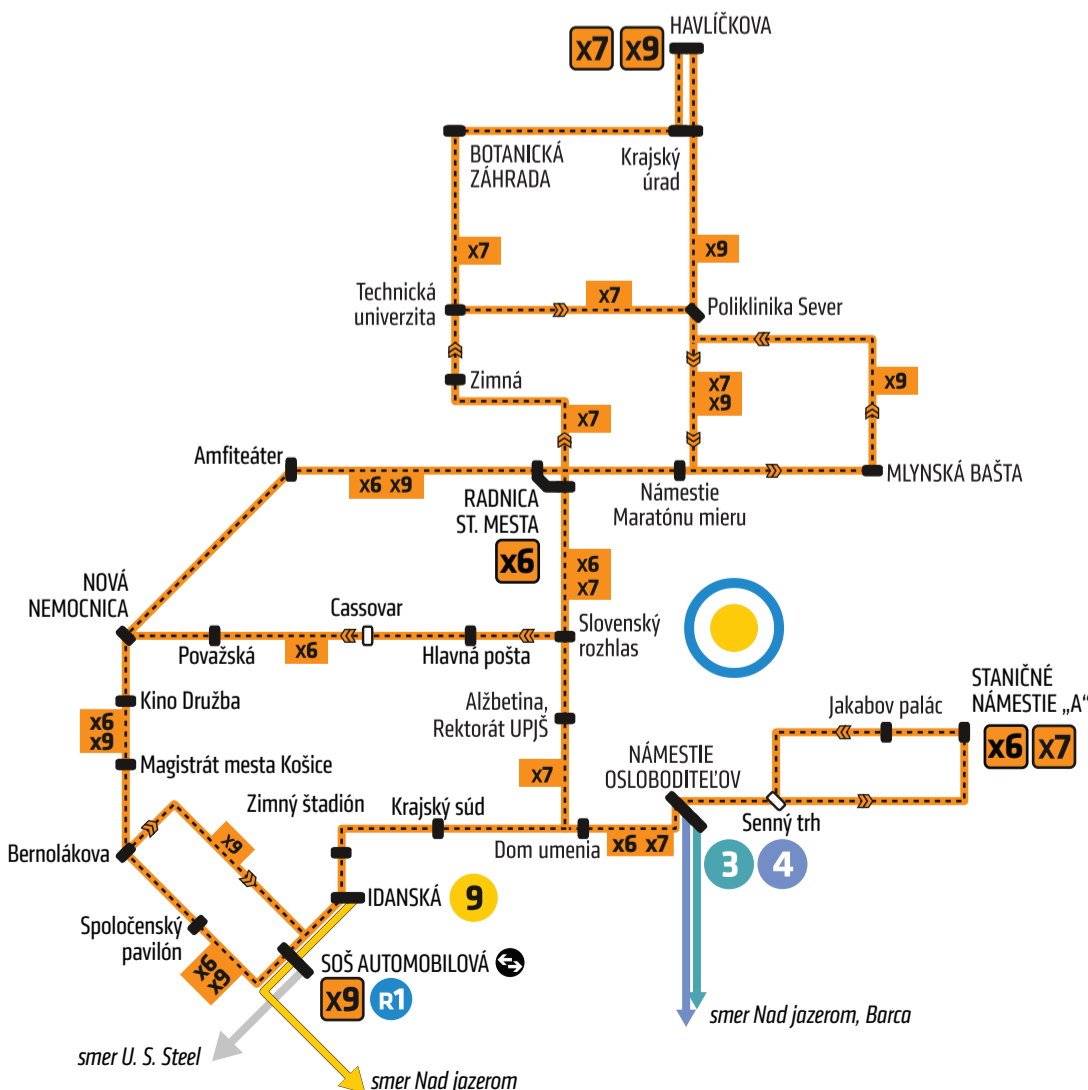 HAVLÍČKOVA
x7 x9
BOTANICKÁ
ZÁHRADA
Krajský
úrad
x7
x9
Technická
univerzita
x7
Poliklinika Sever
Zimná
x7
x9
x9
x7
Amfiteáter
x6 x9
RADNICA
ST. MESTA
x6
Námestie
Maratónu mieru
MLYNSKÁ BAŠTA
x6
x7
NOVÁ
NEMOCNICA
Cassovar
Považská
x6
Hlavná pošta
Slovenský
rozhlas
Kino Družba
x6
x9
Magistrát mesta Košice
Alžbetina,
Rektorát UPJŠ
x7
STANIČNÉ
NÁMESTIE „A“
x6 x7
Jakabov palác
NÁMESTIE
OSLOBODITEĽOV
Senný trh
Zimný štadión
Krajský súd
Dom umenia
x6 x7
3 4
Bernolákova
x9
IDANSKÁ 9
Spoločenský
pavilón
x6
x9
SOŠ AUTOMOBILOVÁ
x9 R1
smer Nad jazerom, Barca
smer U. S. Steel
smer Nad jazerom